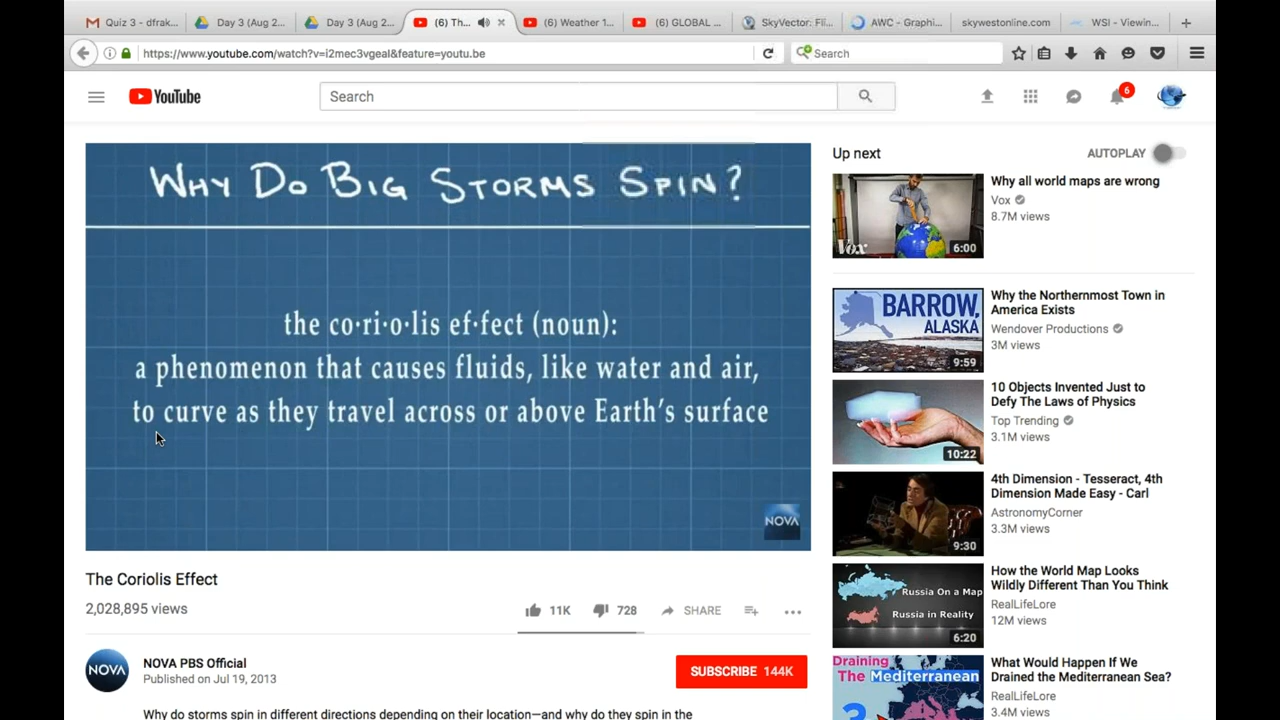 Quiz 3 - dfrak...
Day 3 (Aug 2...
Day 3 (Aug 2...
(6) Th...
(6) Weather 1...
(6) GLOBAL ...
SkyVector: Fli...
AWC - Graphi...
skywestonline.com
WSI - Viewin...
https://www.youtube.com/watch?v=i2mec3vgeaI&feature=youtu.be
Search
YouTube
Search
6
WHY DO BIG STORMS SPIN?
the co·ri·o·lis ef·fect (noun):
a phenomenon that causes fluids, like water and air,
to curve as they travel across or above Earth's surface
NOVA
The Coriolis Effect
2,028,895 views
11K
728
SHARE
NOVA
NOVA PBS Official
Published on Jul 19, 2013
SUBSCRIBE 144K
Why do storms spin in different directions depending on their location—and why do they spin in the
Up next
AUTOPLAY
Vox
6:00
Why all world maps are wrong
Vox
8.7M views
BARROW,
ALASKA
9:59
Why the Northernmost Town in
America Exists
Wendover Productions
3M views
10:22
10 Objects Invented Just to
Defy The Laws of Physics
Top Trending
3.1M views
9:30
4th Dimension - Tesseract, 4th
Dimension Made Easy - Carl
AstronomyCorner
3.3M views
Russia On a Map
Russia in Reality
6:20
How the World Map Looks
Wildly Different Than You Think
RealLifeLore
12M views
Draining
The Mediterranean
?
What Would Happen If We
Drained the Mediterranean Sea?
RealLifeLore
3.4M views